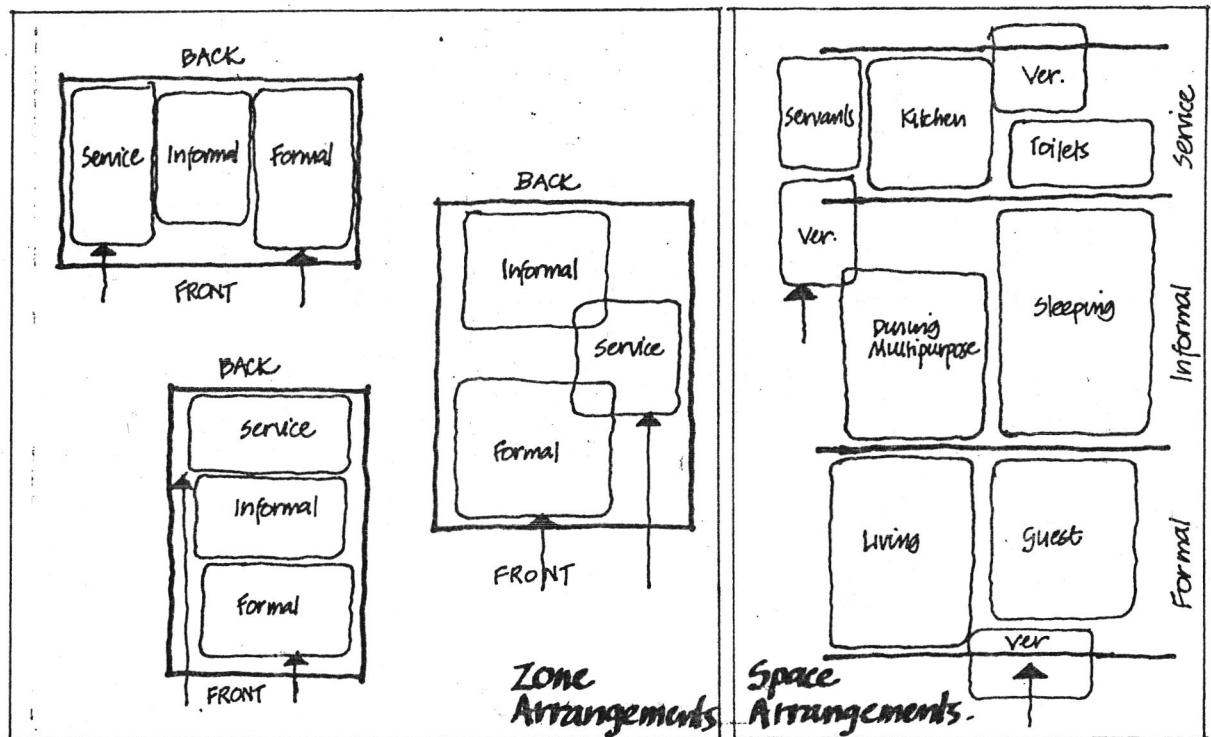 BACK
Service
Informal
Formal
FRONT
BACK
Informal
Service
Formal
FRONT
BACK
Service
Informal
Formal
FRONT
Zone
Arrangements
Ver.
Servants
Kitchen
Toilets
Service
Ver.
Sleeping
Dining
Multipurpose
Informal
Living
Guest
Formal
Ver
Space
Arrangements.